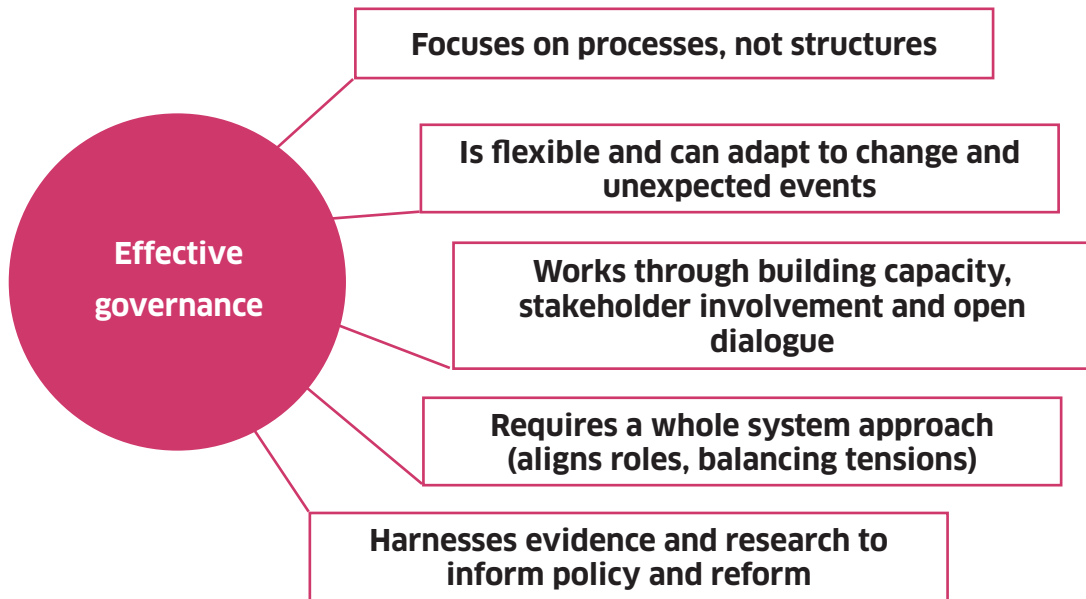 Focuses on processes, not structures
Is flexible and can adapt to change and
unexpected events
Effective
governance
Works through building capacity,
stakeholder involvement and open
dialogue
Requires a whole system approach
(aligns roles, balancing tensions)
Harnesses evidence and research to
inform policy and reform